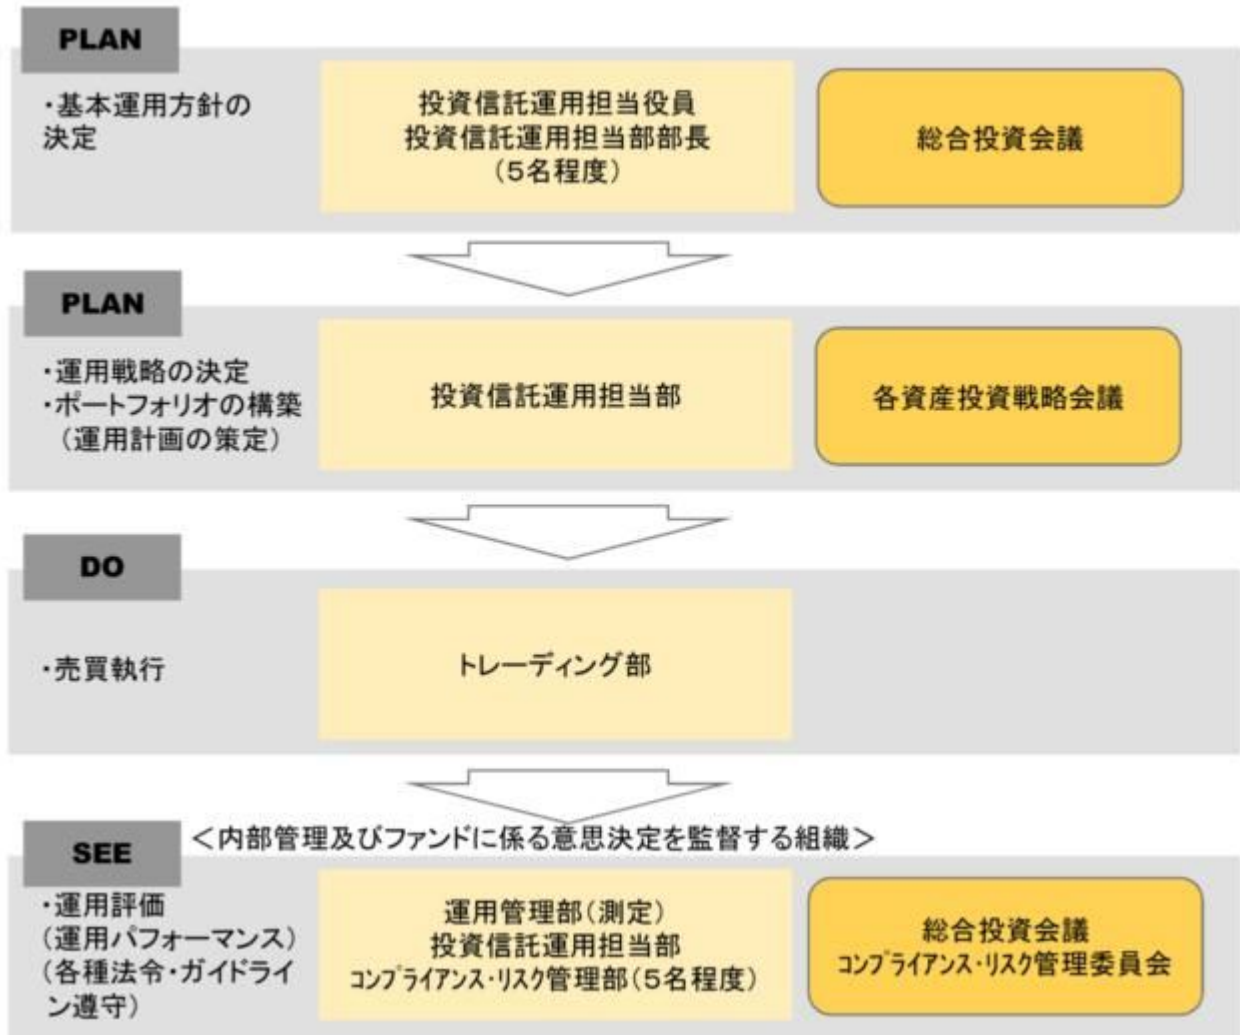 PLAN
・基本運用方針の
決定
投資信託運用担当役員
投資信託運用担当部部長
(5名程度)
総合投資会議
PLAN
・運用戦略の決定
・ポートフォリオの構築
(運用計画の策定)
投資信託運用担当部
各資産投資戦略会議
DO
・売買執行
トレーディング部
<内部管理及びファンドに係る意思決定を監督する組織>
SEE
・運用評価
(運用パフォーマンス)
(各種法令・ガイドライ
ン遵守)
運用管理部(測定)
投資信託運用担当部
コンプライアンス・リスク管理部(5名程度)
総合投資会議
コンプライアンス・リスク管理委員会